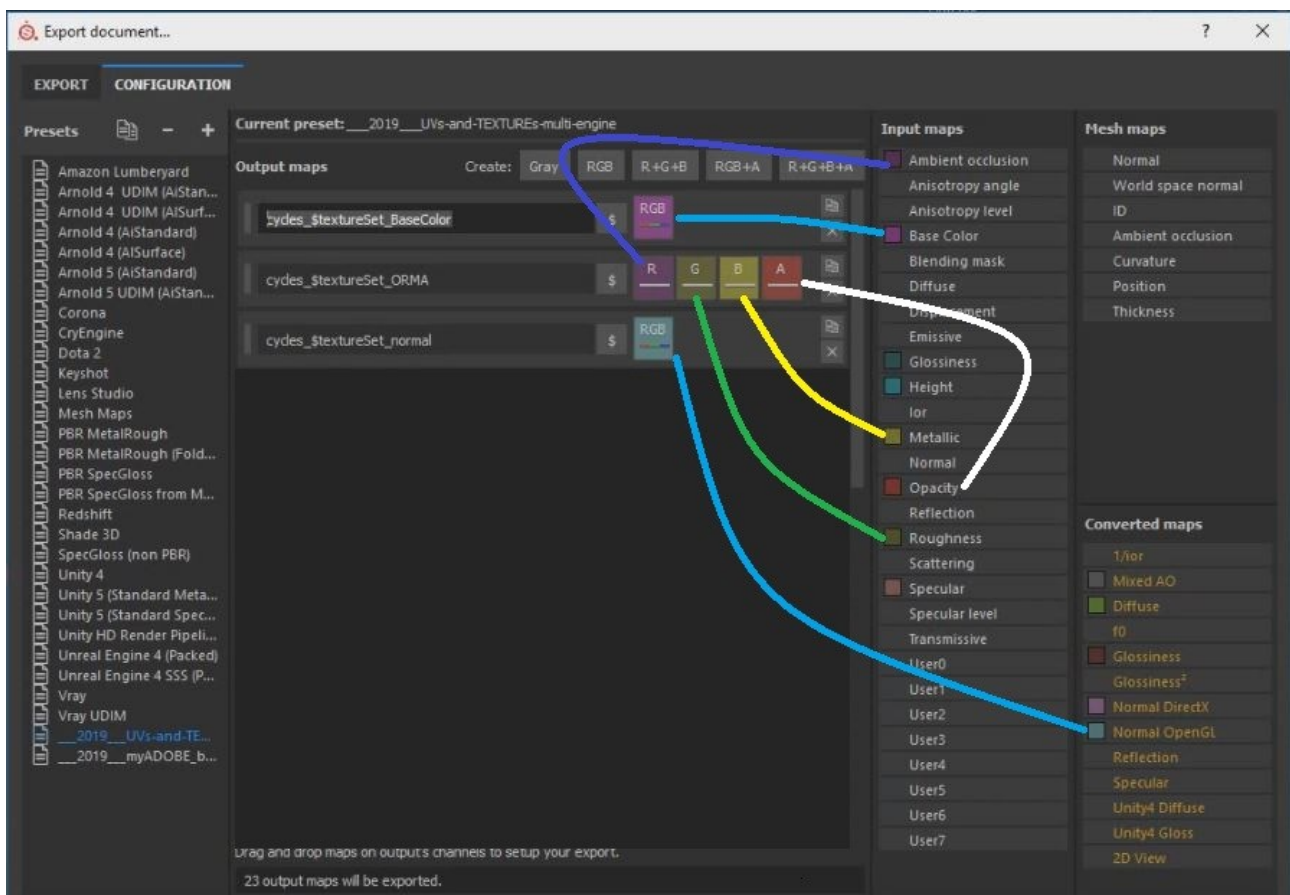 Export document...
?
EXPORT
CONFIGURATION
Presets
Amazon Lumberyard
Arnold 4 UDIM (AiStan...
Arnold 4 UDIM (AISurf...
Arnold 4 (AiStandard)
Arnold 4 (AISurface)
Arnold 5 (AiStandard)
Arnold 5 UDIM (AiStan...
Corona
CryEngine
Dota 2
Keyshot
Lens Studio
Mesh Maps
PBR MetalRough
PBR MetalRough (Fold...
PBR SpecGloss
PBR SpecGloss from M...
Redshift
Shade 3D
SpecGloss (non PBR)
Unity 4
Unity 5 (Standard Meta...
Unity 5 (Standard Spec...
Unity HD Render Pipeli...
Unreal Engine 4 (Packed)
Unreal Engine 4 SSS (P...
Vray
Vray UDIM
___2019___UVs-and-TE...
___2019___myADOBE_b...
Current preset:___2019___UVs-and-TEXTUREs-multi-engine
Output maps
Create:
Gray
RGB
R+G+B
RGB+A
R+G+B+A
cycles_$textureSet_BaseColor
$
RGB
cycles_$textureSet_ORMA
$
R
G
B
A
cycles_$textureSet_normal
$
RGB
Drag and drop maps on output's channels to setup your export.
23 output maps will be exported.
Input maps
Ambient occlusion
Anisotropy angle
Anisotropy level
Base Color
Blending mask
Diffuse
Displacement
Emissive
Glossiness
Height
Ior
Metallic
Normal
Opacity
Reflection
Roughness
Scattering
Specular
Specular level
Transmissive
User0
User1
User2
User3
User4
User5
User6
User7
Mesh maps
Normal
World space normal
ID
Ambient occlusion
Curvature
Position
Thickness
Converted maps
1/ior
Mixed AO
Diffuse
f0
Glossiness
Glossiness²
Normal DirectX
Normal OpenGL
Reflection
Specular
Unity4 Diffuse
Unity4 Gloss
2D View